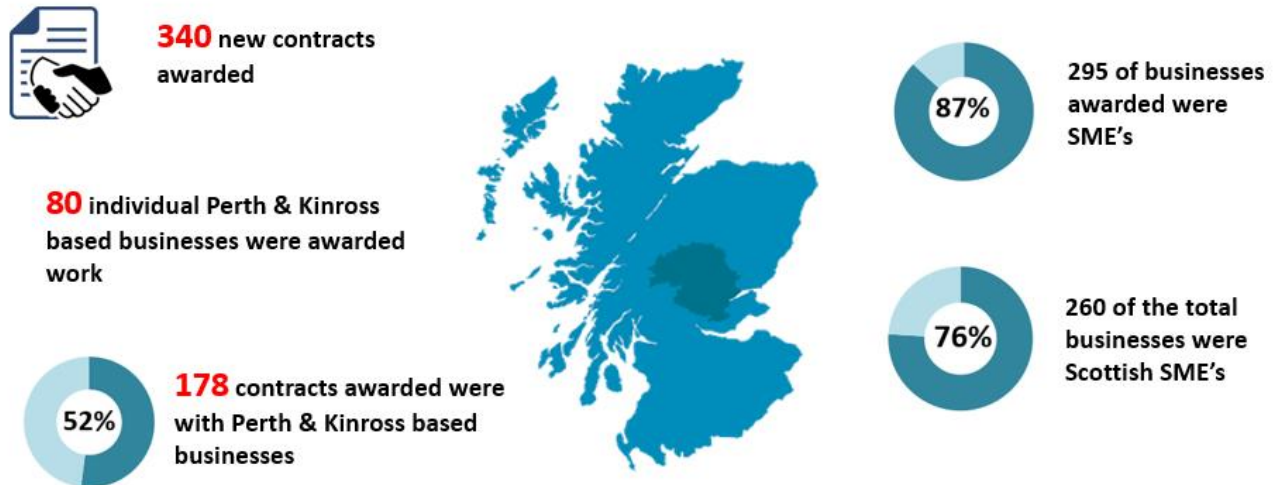 340 new contracts
awarded
80 individual Perth & Kinross
based businesses were awarded
work
52%
178 contracts awarded were
with Perth & Kinross based
businesses
87%
295 of businesses
awarded were
SME's
76%
260 of the total
businesses were
Scottish SME's